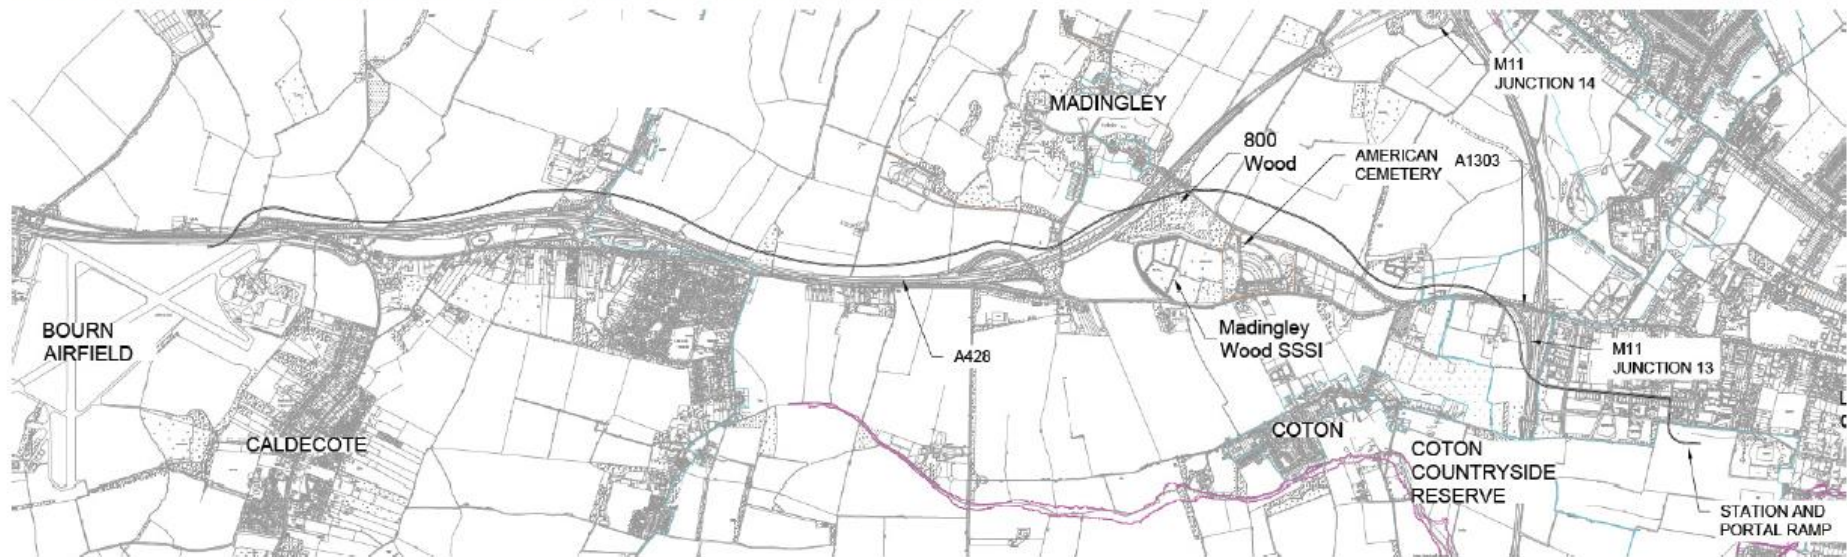 M11
JUNCTION 14
MADINGLEY
800
Wood
AMERICAN
CEMETERY
A1303
BOURN
AIRFIELD
Madingley
Wood SSSI
A428
M11
JUNCTION 13
CALDECOTE
COTON
COTON
COUNTRYSIDE
RESERVE
STATION AND
PORTAL RAMP